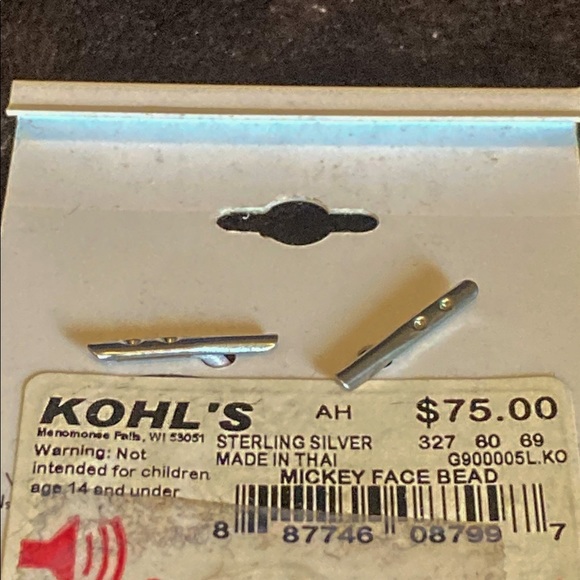 KOHL'S AH $75.00
Menomonee Falls, WI 53051 STERLING SILVER 327 60 69
Warning: Not MADE IN THAI G900005L.KO
intended for children MICKEY FACE BEAD
age 14 and under
8 87746 08799 7